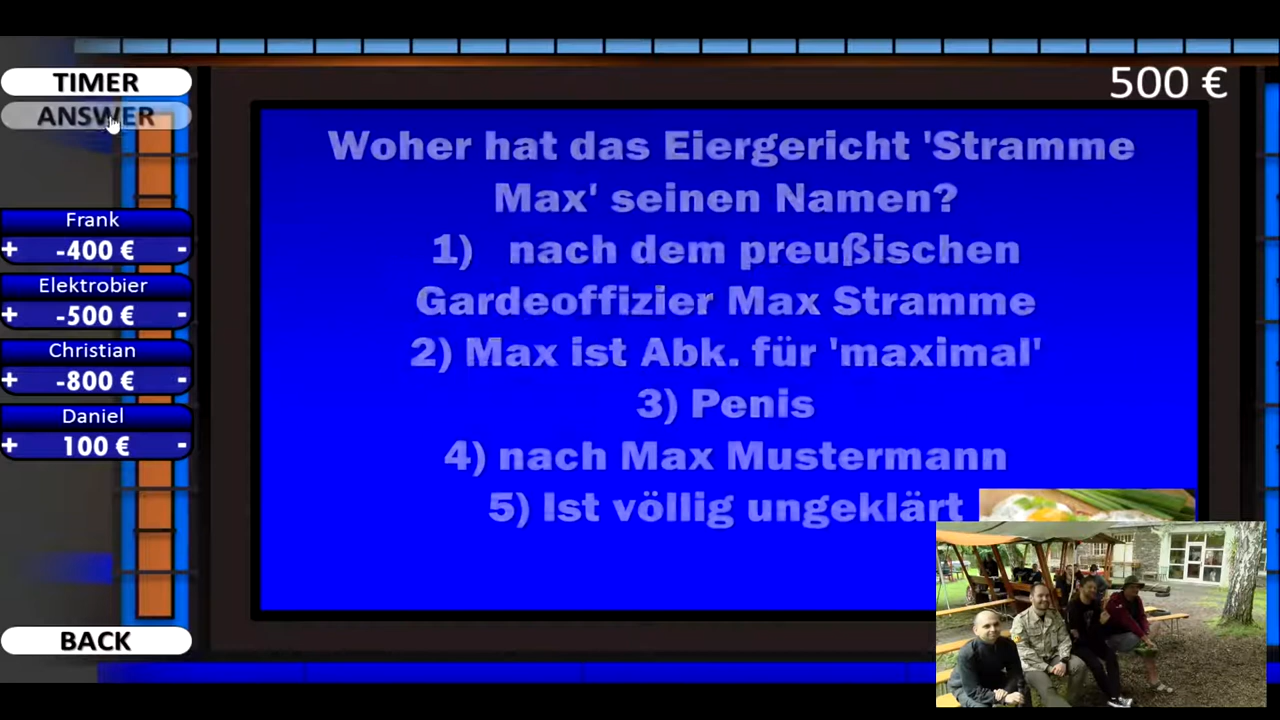 500 €
TIMER
ANSWER
Frank
+ -400 € -
Elektrobier
+ -500 € -
Christian
+ -800 € -
Daniel
+ 100 € -
BACK
Woher hat das Eiergericht 'Stramme
Max' seinen Namen?
1) nach dem preußischen
Gardeoffizier Max Stramme
2) Max ist Abk. für 'maximal'
3) Penis
4) nach Max Mustermann
5) Ist völlig ungeklärt